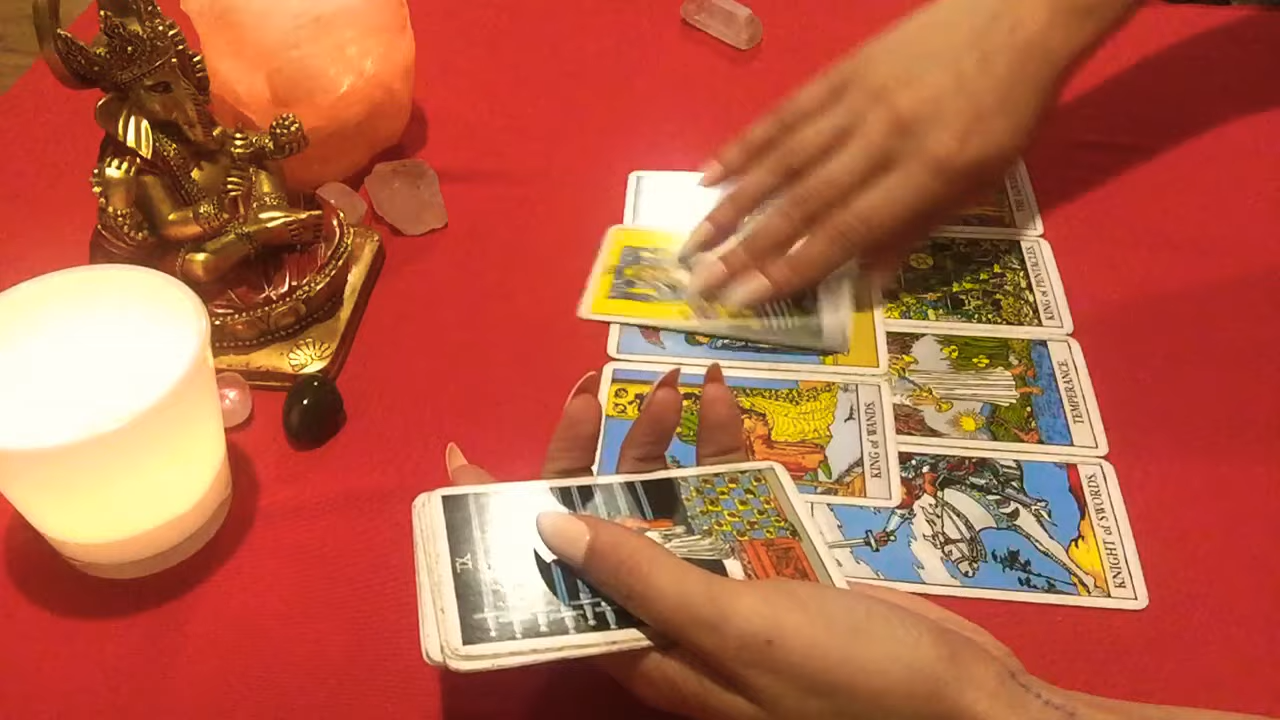 KING of PENTACLES.
TEMPERANCE.
KING of WANDS.
KNIGHT of SWORDS.
IX